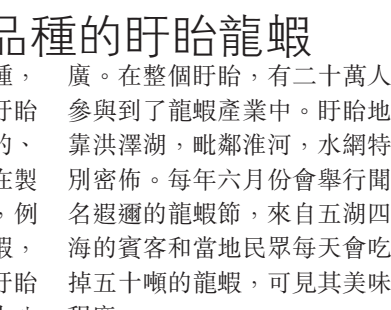 品種的盱眙龍蝦
種，
盱眙
的、
在製
，例
蝦，
盱眙
廣。在整個盱眙，有二十萬人
參與到了龍蝦產業中。盱眙地
靠洪澤湖，毗鄰淮河，水網特
別密佈。每年六月份會舉行聞
名遐邇的龍蝦節，來自五湖四
海的賓客和當地民眾每天會吃
掉五十噸的龍蝦，可見其美味